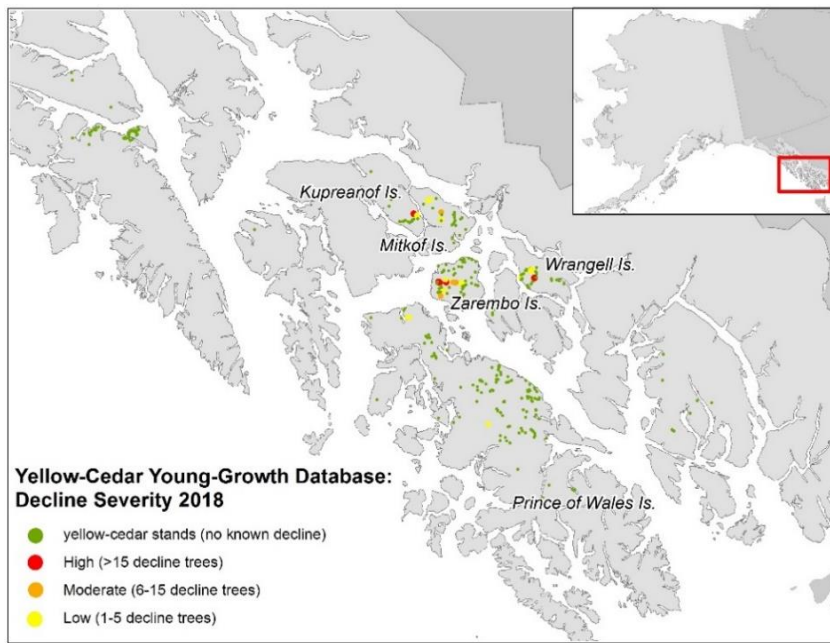 Kupreanof Is.
Mitkof Is.
Wrangell Is.
Zarembo Is.
Prince of Wales Is.
Yellow-Cedar Young-Growth Database:
Decline Severity 2018
yellow-cedar stands (no known decline)
High (>15 decline trees)
Moderate (6-15 decline trees)
Low (1-5 decline trees)